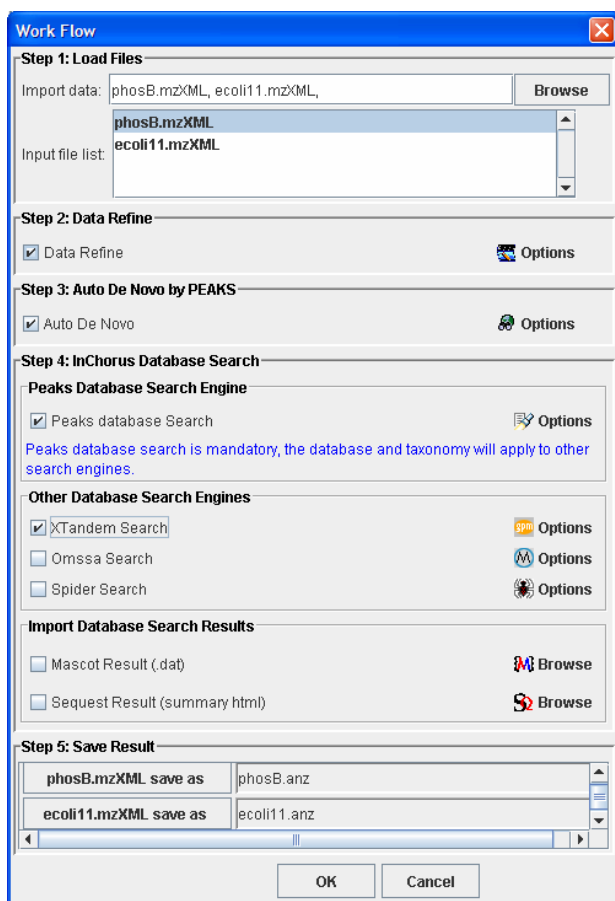 Work Flow
Step 1: Load Files
Import data: phosB.mzXML, ecoli11.mzXML, Browse
phosB.mzXML
ecoli11.mzXML
Input file list:
Step 2: Data Refine
Data Refine Options
Step 3: Auto De Novo by PEAKS
Auto De Novo Options
Step 4: InChorus Database Search
Peaks Database Search Engine
Peaks database Search Options
Peaks database search is mandatory, the database and taxonomy will apply to other
search engines.
Other Database Search Engines
XTandem Search gpm Options
Omssa Search Options
Spider Search Options
Import Database Search Results
Mascot Result (.dat) Browse
Sequest Result (summary html) Browse
Step 5: Save Result
phosB.mzXML save as phosB.anz
ecoli11.mzXML save as ecoli11.anz
OK Cancel